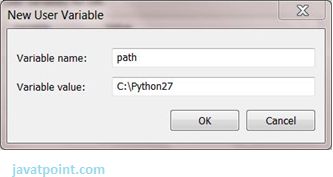 New User Variable
Variable name: path
Variable value: C:\Python27
OK Cancel
javatpoint.com